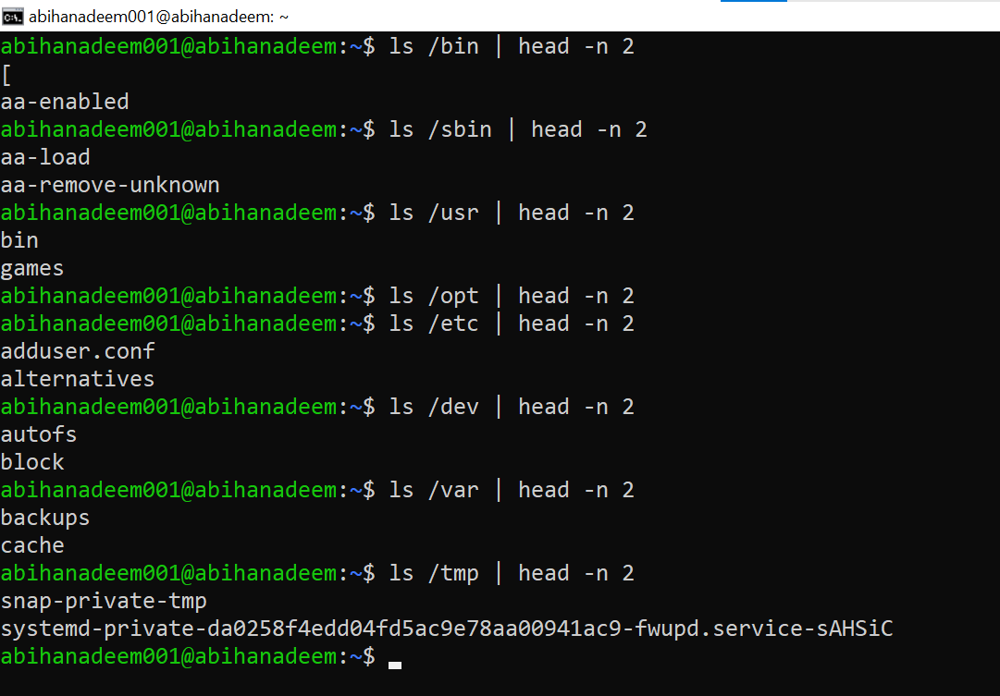 abihanadeem001@abihanadeem: ~
abihanadeem001@abihanadeem:~$ ls /bin | head -n 2
[
aa-enabled
abihanadeem001@abihanadeem:~$ ls /sbin | head -n 2
aa-load
aa-remove-unknown
abihanadeem001@abihanadeem:~$ ls /usr | head -n 2
bin
games
abihanadeem001@abihanadeem:~$ ls /opt | head -n 2
abihanadeem001@abihanadeem:~$ ls /etc | head -n 2
adduser.conf
alternatives
abihanadeem001@abihanadeem:~$ ls /dev | head -n 2
autofs
block
abihanadeem001@abihanadeem:~$ ls /var | head -n 2
backups
cache
abihanadeem001@abihanadeem:~$ ls /tmp | head -n 2
snap-private-tmp
systemd-private-da0258f4edd04fd5ac9e78aa00941ac9-fwupd.service-sAHSiC
abihanadeem001@abihanadeem:~$